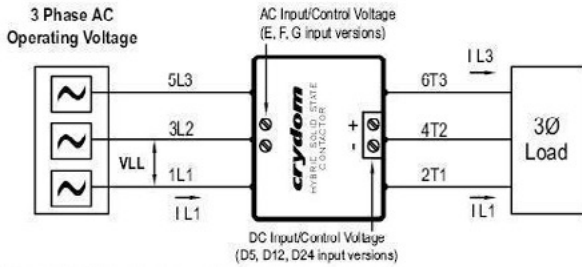 3 Phase AC
Operating Voltage
AC Input/Control Voltage
(E, F, G input versions)
5L3
3L2
VLL
1L1
I L1
crydom
HYBRID SOLID STATE
CONTACTOR
+
-
6T3
I L3
4T2
2T1
I L1
3Ø
Load
DC Input/Control Voltage
(D5, D12, D24 input versions)